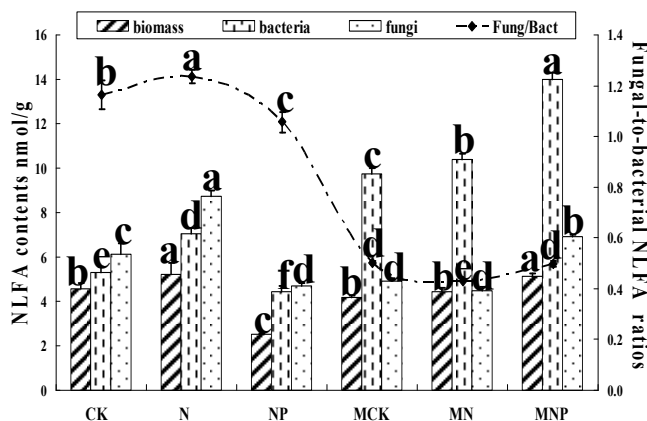 biomass bacteria fungi Fung/Bact
NLFA contents nmol/g
16
14
12
10
8
6
4
2
0
b a c
b e c
a d a
c f d
b c d d
b b e d
a a d b
CK N NP MCK MN MNP
1.4
1.2
1.0
0.8
0.6
0.4
0.2
0.0
Fungal-to-bacterial NLFA ratios